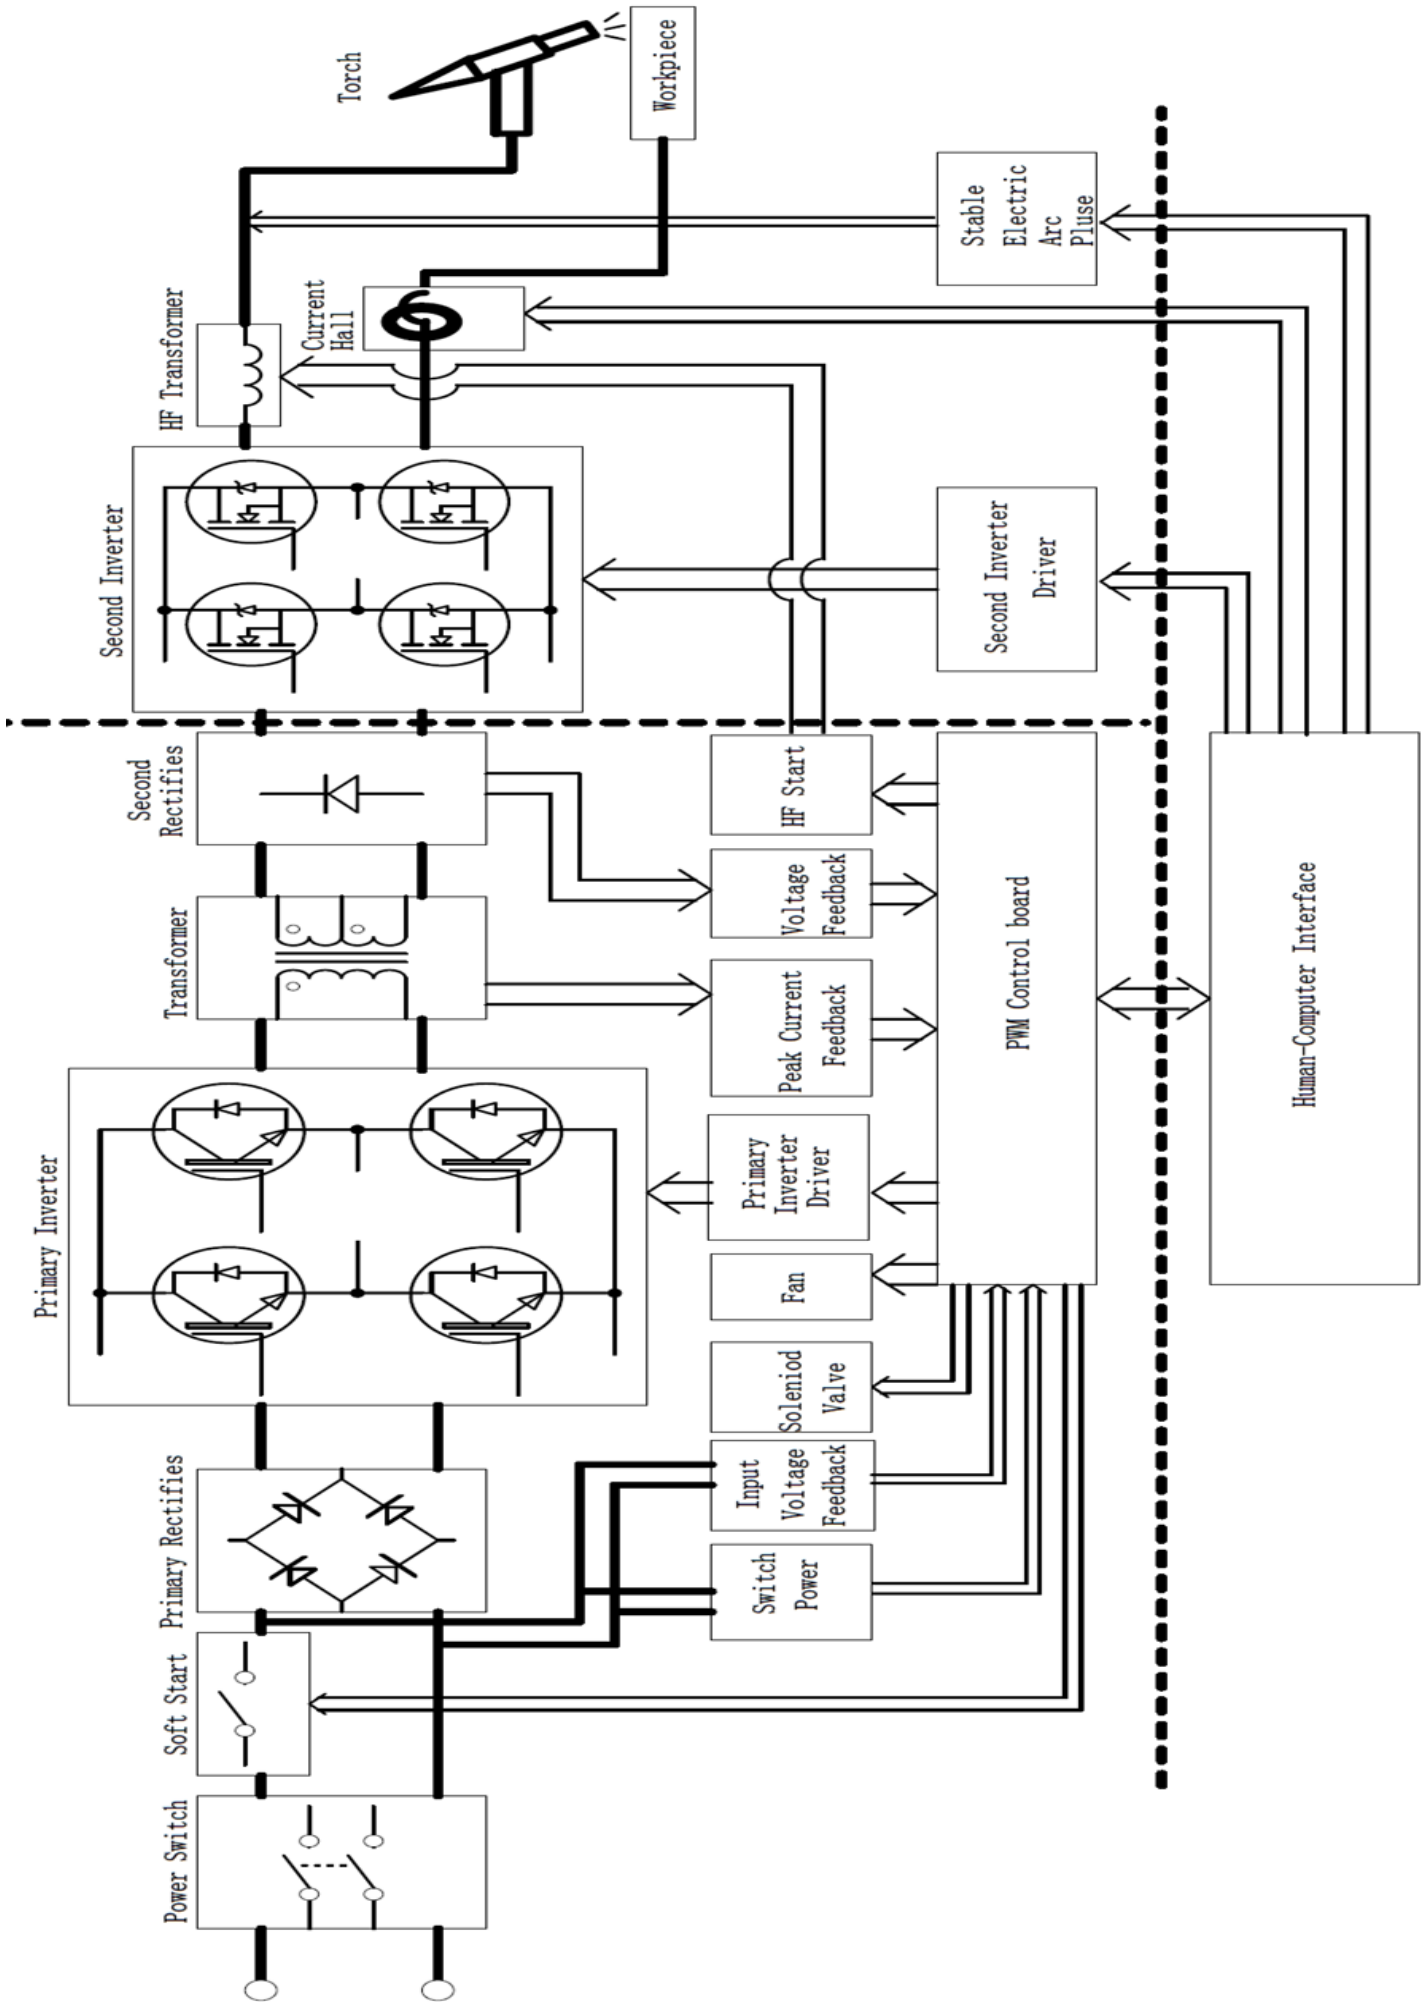 Power Switch
Soft Start
Primary Rectifies
Primary Inverter
Transformer
Second
Rectifies
Second Inverter
HF Transformer
Current
Hall
Torch
Workpiece
Switch
Power
Input
Voltage
Feedback
Soleniod
Valve
Fan
Primary
Inverter
Driver
Peak Current
Feedback
Voltage
Feedback
HF Start
PWM Control board
Second Inverter
Driver
Stable
Electric
Arc
Pluse
Human-Computer Interface